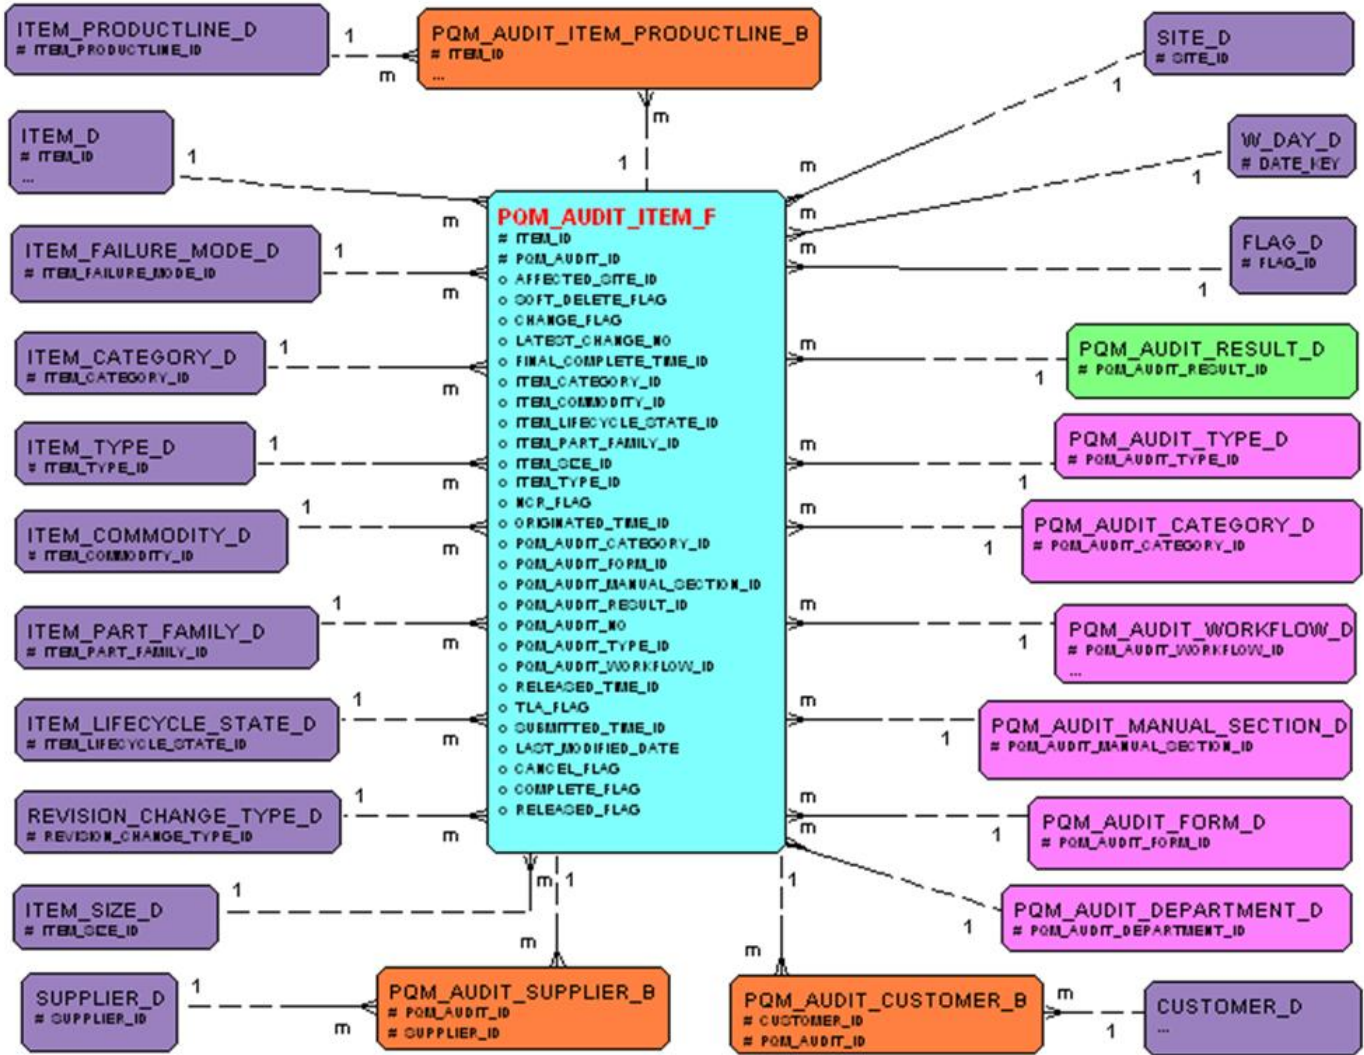 ITEM_PRODUCTLINE_D
# ITEM_PRODUCTLINE_ID
1
m
PQM_AUDIT_ITEM_PRODUCTLINE_B
# ITEM_ID
...
m
1
SITE_D
# SITE_ID
1
m
ITEM_D
# ITEM_ID
...
1
m
W_DAY_D
# DATE_KEY
1
m
ITEM_FAILURE_MODE_D
# ITEM_FAILURE_MODE_ID
1
m
FLAG_D
# FLAG_ID
1
m
ITEM_CATEGORY_D
# ITEM_CATEGORY_ID
1
m
PQM_AUDIT_RESULT_D
# PQM_AUDIT_RESULT_ID
1
m
ITEM_TYPE_D
# ITEM_TYPE_ID
1
m
PQM_AUDIT_TYPE_D
# PQM_AUDIT_TYPE_ID
1
m
ITEM_COMMODITY_D
# ITEM_COMMODITY_ID
1
m
PQM_AUDIT_CATEGORY_D
# PQM_AUDIT_CATEGORY_ID
1
m
ITEM_PART_FAMILY_D
# ITEM_PART_FAMILY_ID
1
m
PQM_AUDIT_WORKFLOW_D
# PQM_AUDIT_WORKFLOW_ID
...
1
m
ITEM_LIFECYCLE_STATE_D
# ITEM_LIFECYCLE_STATE_ID
1
m
PQM_AUDIT_MANUAL_SECTION_D
# PQM_AUDIT_MANUAL_SECTION_ID
1
m
REVISION_CHANGE_TYPE_D
# REVISION_CHANGE_TYPE_ID
1
m
PQM_AUDIT_FORM_D
# PQM_AUDIT_FORM_ID
1
m
PQM_AUDIT_ITEM_F
# ITEM_ID
# PQM_AUDIT_ID
o AFFECTED_SITE_ID
o SOFT_DELETE_FLAG
o CHANGE_FLAG
o LATEST_CHANGE_NO
o FINAL_COMPLETE_TIME_ID
o ITEM_CATEGORY_ID
o ITEM_COMMODITY_ID
o ITEM_LIFECYCLE_STATE_ID
o ITEM_PART_FAMILY_ID
o ITEM_SIZE_ID
o ITEM_TYPE_ID
o NCR_FLAG
o ORIGINATED_TIME_ID
o PQM_AUDIT_CATEGORY_ID
o PQM_AUDIT_FORM_ID
o PQM_AUDIT_MANUAL_SECTION_ID
o PQM_AUDIT_RESULT_ID
o PQM_AUDIT_NO
o PQM_AUDIT_TYPE_ID
o PQM_AUDIT_WORKFLOW_ID
o RELEASED_TIME_ID
o TLA_FLAG
o SUBMITTED_TIME_ID
o LAST_MODIFIED_DATE
o CANCEL_FLAG
o COMPLETE_FLAG
o RELEASED_FLAG
ITEM_SIZE_D
# ITEM_SIZE_ID
1
m
PQM_AUDIT_DEPARTMENT_D
# PQM_AUDIT_DEPARTMENT_ID
1
m
1
m
1
m
SUPPLIER_D
# SUPPLIER_ID
1
m
PQM_AUDIT_SUPPLIER_B
# PQM_AUDIT_ID
# SUPPLIER_ID
PQM_AUDIT_CUSTOMER_B
# CUSTOMER_ID
# PQM_AUDIT_ID
m
1
CUSTOMER_D
...